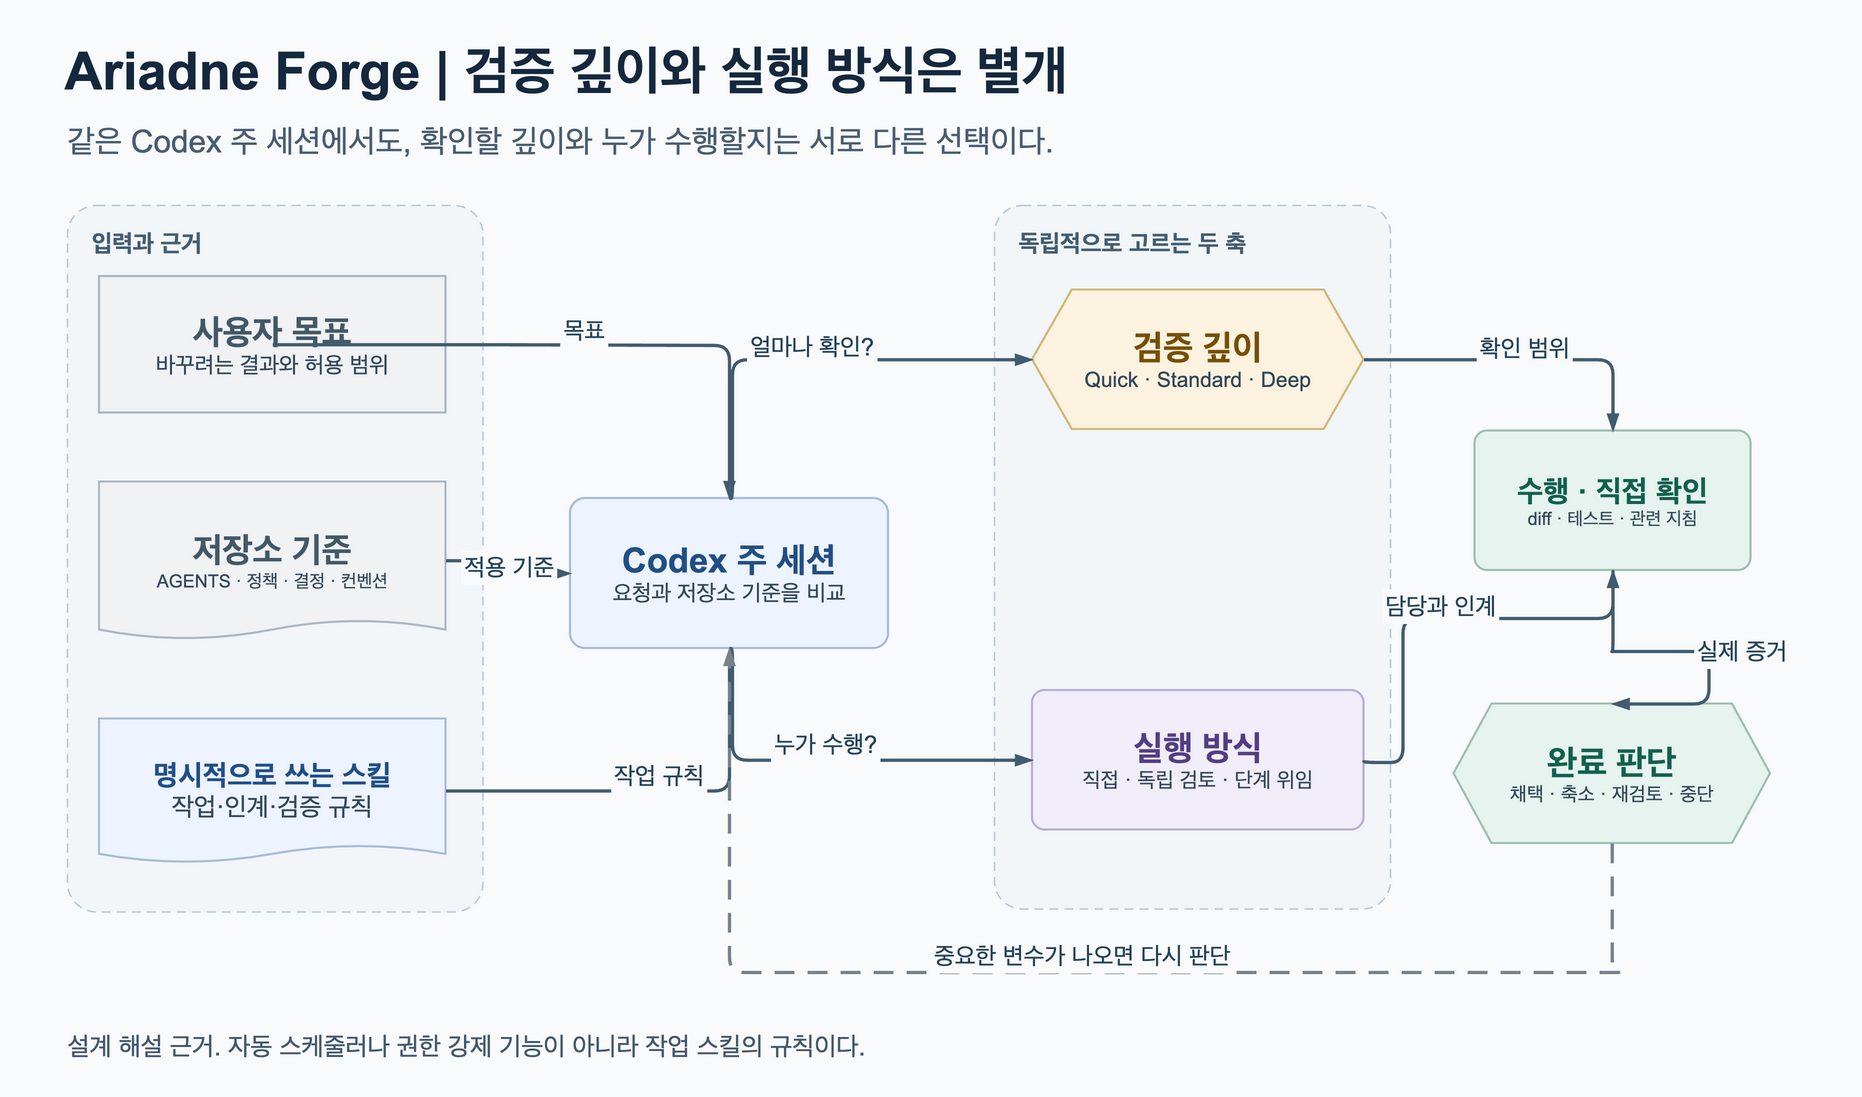 Ariadne Forge | 검증 깊이와 실행 방식은 별개
같은 Codex 주 세션에서도, 확인할 깊이와 누가 수행할지는 서로 다른 선택이다.
입력과 근거
사용자 목표
바꾸려는 결과와 허용 범위
저장소 기준
AGENTS · 정책 · 결정 · 컨벤션
명시적으로 쓰는 스킬
작업·인계·검증 규칙
목표
적용 기준
작업 규칙
Codex 주 세션
요청과 저장소 기준을 비교
얼마나 확인?
누가 수행?
독립적으로 고르는 두 축
검증 깊이
Quick · Standard · Deep
실행 방식
직접 · 독립 검토 · 단계 위임
확인 범위
담당과 인계
수행 · 직접 확인
diff · 테스트 · 관련 지침
실제 증거
완료 판단
채택 · 축소 · 재검토 · 중단
중요한 변수가 나오면 다시 판단
설계 해설 근거. 자동 스케줄러나 권한 강제 기능이 아니라 작업 스킬의 규칙이다.